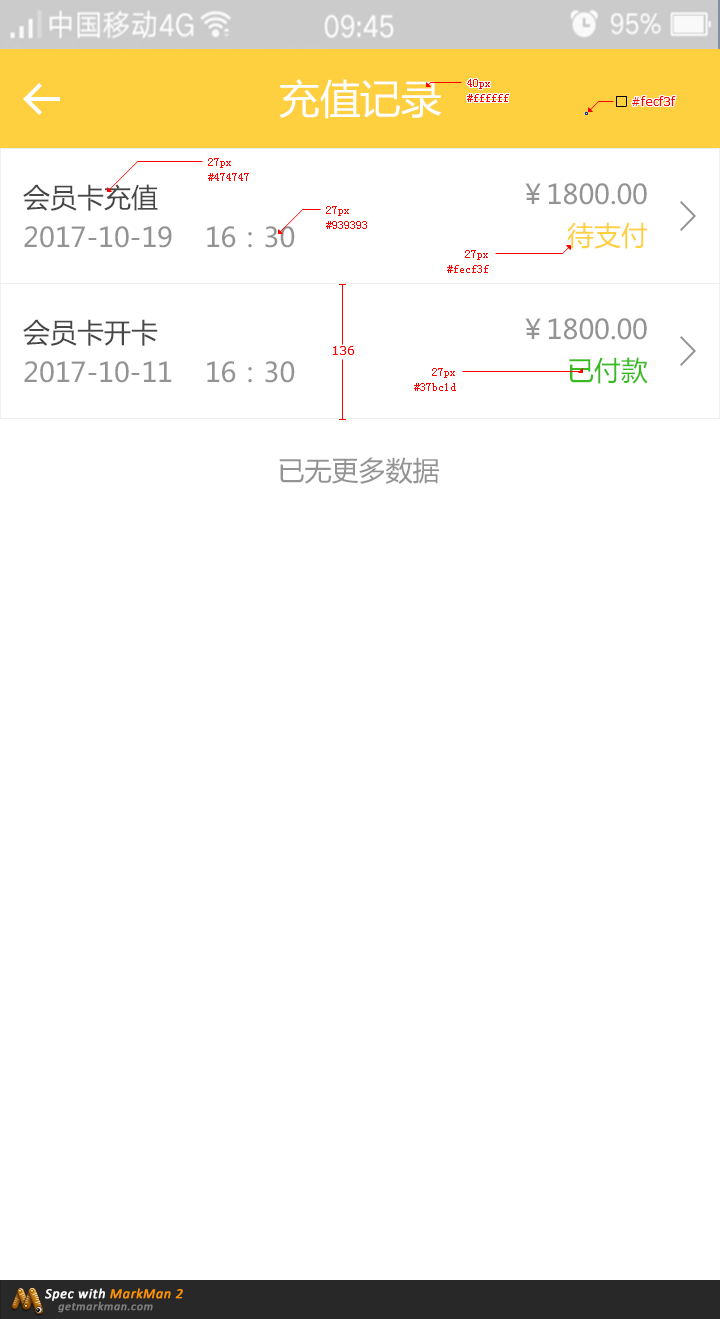 中国移动4G 09:45 95%
充值记录
40px
#ffffff
#fecf3f
27px
#474747
会员卡充值 ¥1800.00
27px
#939393
2017-10-19 16：30 待支付
27px
#fecf3f
会员卡开卡 ¥1800.00
136
2017-10-11 16：30 已付款
27px
#37bc1d
已无更多数据
Spec with MarkMan 2
getmarkman.com